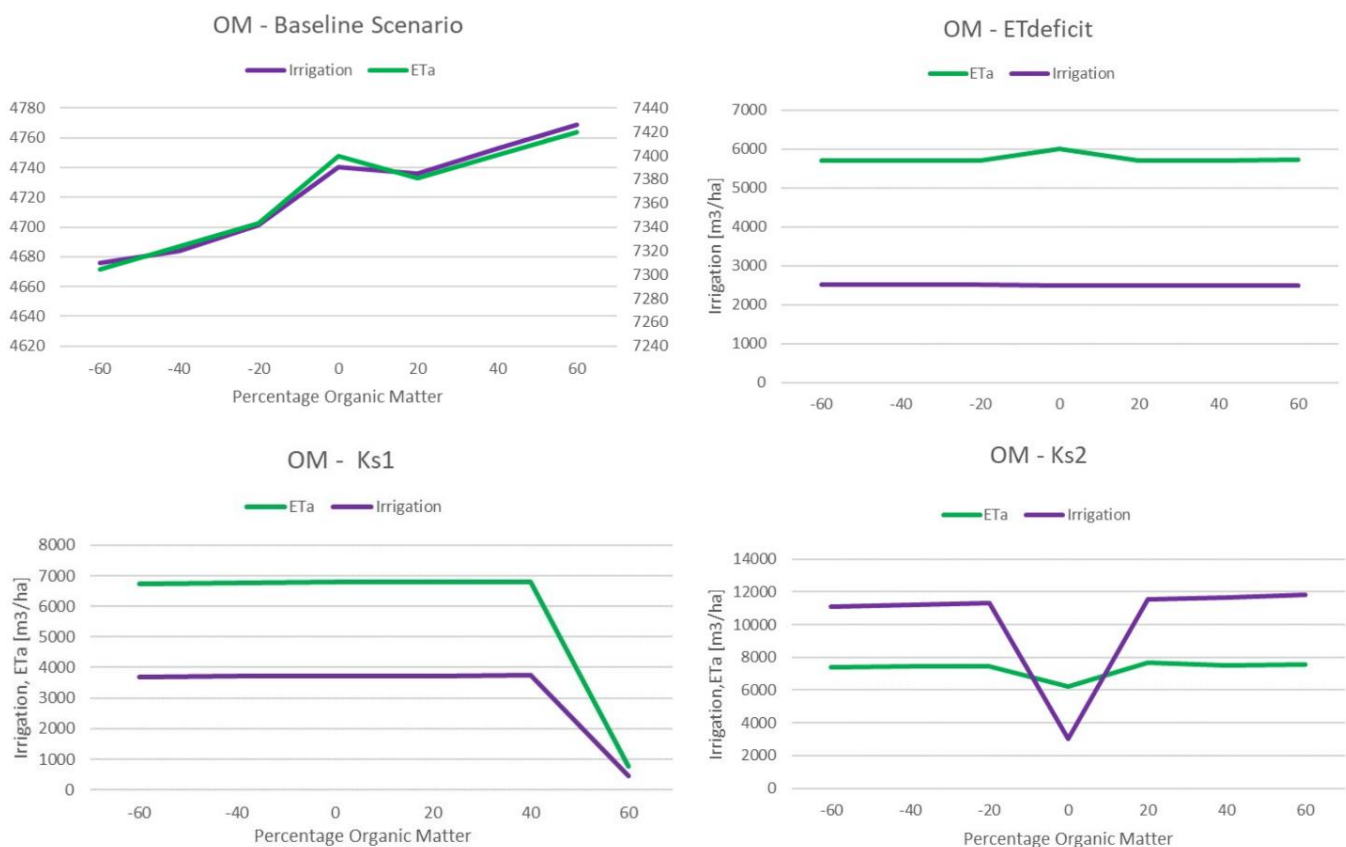 OM - Baseline Scenario
Irrigation ETa
4780
4760
4740
4720
4700
4680
4660
4640
4620
7440
7420
7400
7380
7360
7340
7320
7300
7280
7260
7240
-60 -40 -20 0 20 40 60
Percentage Organic Matter
OM - ETdeficit
ETa Irrigation
Irrigation [m3/ha]
7000
6000
5000
4000
3000
2000
1000
0
-60 -40 -20 0 20 40 60
OM - Ks1
ETa Irrigation
Irrigation, ETa [m3/ha]
8000
7000
6000
5000
4000
3000
2000
1000
0
-60 -40 -20 0 20 40 60
Percentage Organic Matter
OM - Ks2
ETa Irrigation
Irrigation,ETa [m3/ha]
14000
12000
10000
8000
6000
4000
2000
0
-60 -40 -20 0 20 40 60
Percentage Organic Matter